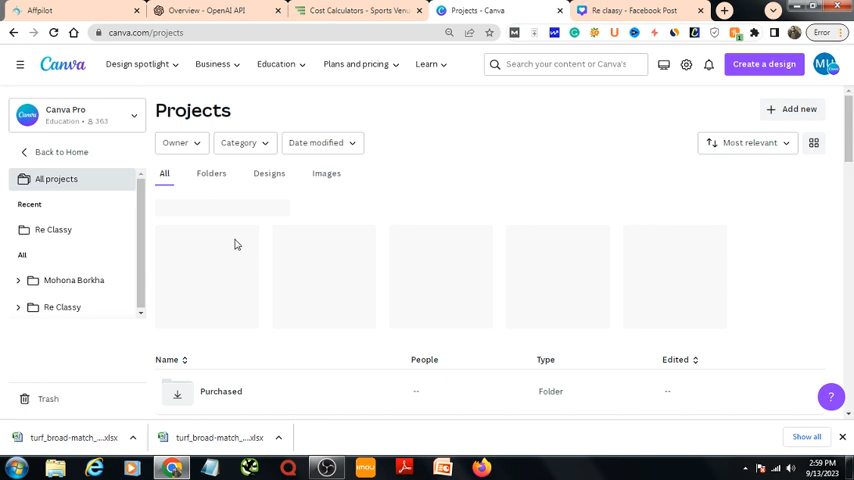 Affpilot
Overview - OpenAI API
Cost Calculators - Sports Venu
Projects - Canva
Re claasy - Facebook Post
canva.com/projects
Error
Canva
Design spotlight
Business
Education
Plans and pricing
Learn
Search your content or Canva's
Create a design
MU
Canva Pro
Education • 363
Projects
Add new
Owner
Category
Date modified
Most relevant
Back to Home
All projects
All
Folders
Designs
Images
Recent
Re Classy
All
Mohona Borkha
Re Classy
Name
People
Type
Edited
Purchased
--
Folder
--
Trash
?
turf_broad-match_....xlsx
turf_broad-match_....xlsx
Show all
2:59 PM
9/13/2023